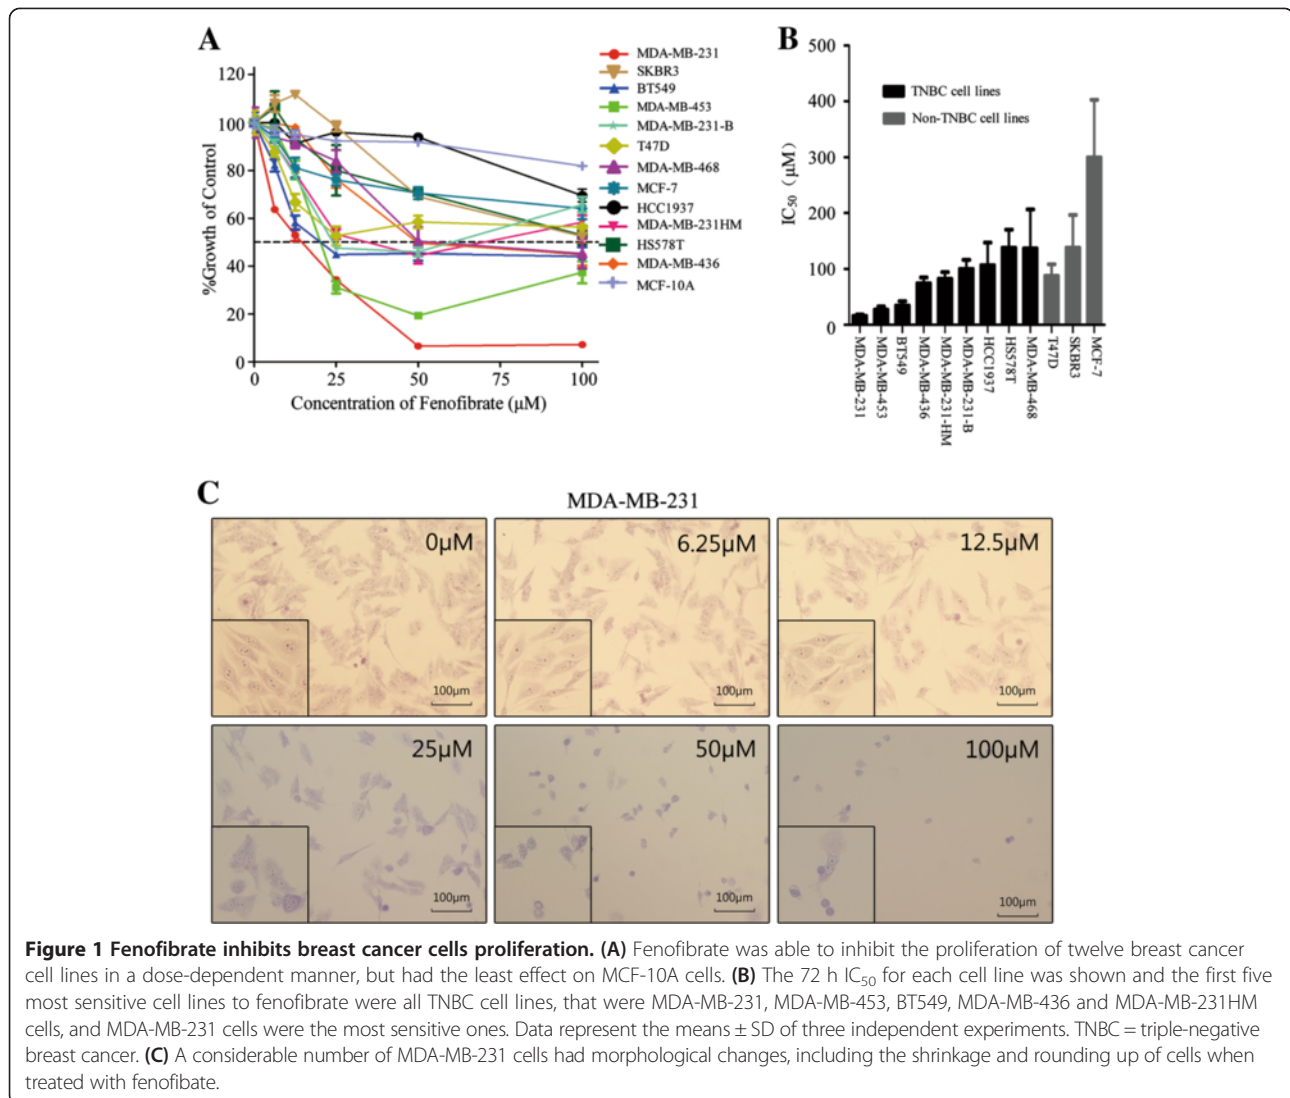 A
120
100
80
60
40
20
0
%Growth of Control
0
25
50
75
100
Concentration of Fenofibrate (μM)
MDA-MB-231
SKBR3
BT549
MDA-MB-453
MDA-MB-231-B
T47D
MDA-MB-468
MCF-7
HCC1937
MDA-MB-231HM
HS578T
MDA-MB-436
MCF-10A
B
500
400
300
200
100
0
IC50 (μM)
TNBC cell lines
Non-TNBC cell lines
MDA-MB-231
MDA-MB-453
BT549
MDA-MB-436
MDA-MB-231-HM
MDA-MB-231-B
HCC1937
HS578T
MDA-MB-468
T47D
SKBR3
MCF-7
C
MDA-MB-231
0μM
100μm
6.25μM
100μm
12.5μM
100μm
25μM
100μm
50μM
100μm
100μM
100μm
Figure 1 Fenofibrate inhibits breast cancer cells proliferation. (A) Fenofibrate was able to inhibit the proliferation of twelve breast cancer
cell lines in a dose-dependent manner, but had the least effect on MCF-10A cells. (B) The 72 h IC50 for each cell line was shown and the first five
most sensitive cell lines to fenofibrate were all TNBC cell lines, that were MDA-MB-231, MDA-MB-453, BT549, MDA-MB-436 and MDA-MB-231HM
cells, and MDA-MB-231 cells were the most sensitive ones. Data represent the means ± SD of three independent experiments. TNBC = triple-negative
breast cancer. (C) A considerable number of MDA-MB-231 cells had morphological changes, including the shrinkage and rounding up of cells when
treated with fenofibate.